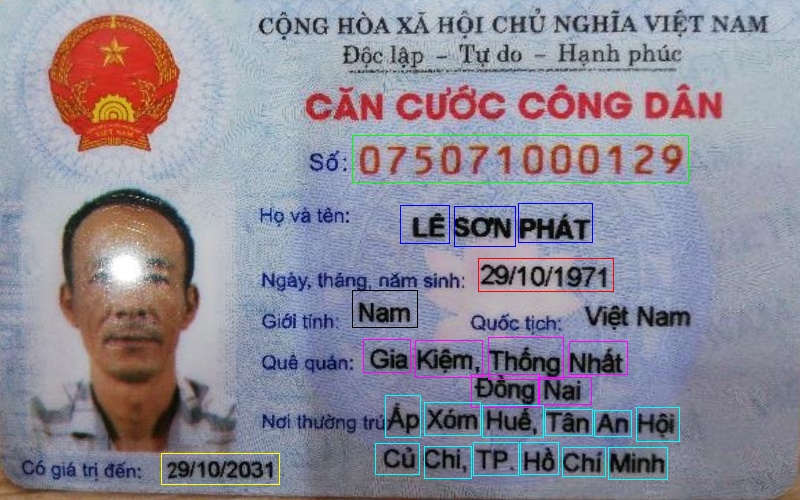 CỘNG HÒA XÃ HỘI CHỦ NGHĨA VIỆT NAM
Độc lập – Tự do – Hạnh phúc
CĂN CƯỚC CÔNG DÂN
Số: 075071000129
Họ và tên: LÊ SƠN PHÁT
Ngày, tháng, năm sinh: 29/10/1971
Giới tính: Nam Quốc tịch: Việt Nam
Quê quán: Gia Kiệm, Thống Nhất
Đồng Nai
Nơi thường trú: Ấp Xóm Huế, Tân An Hội
Củ Chi, TP. Hồ Chí Minh
Có giá trị đến: 29/10/2031